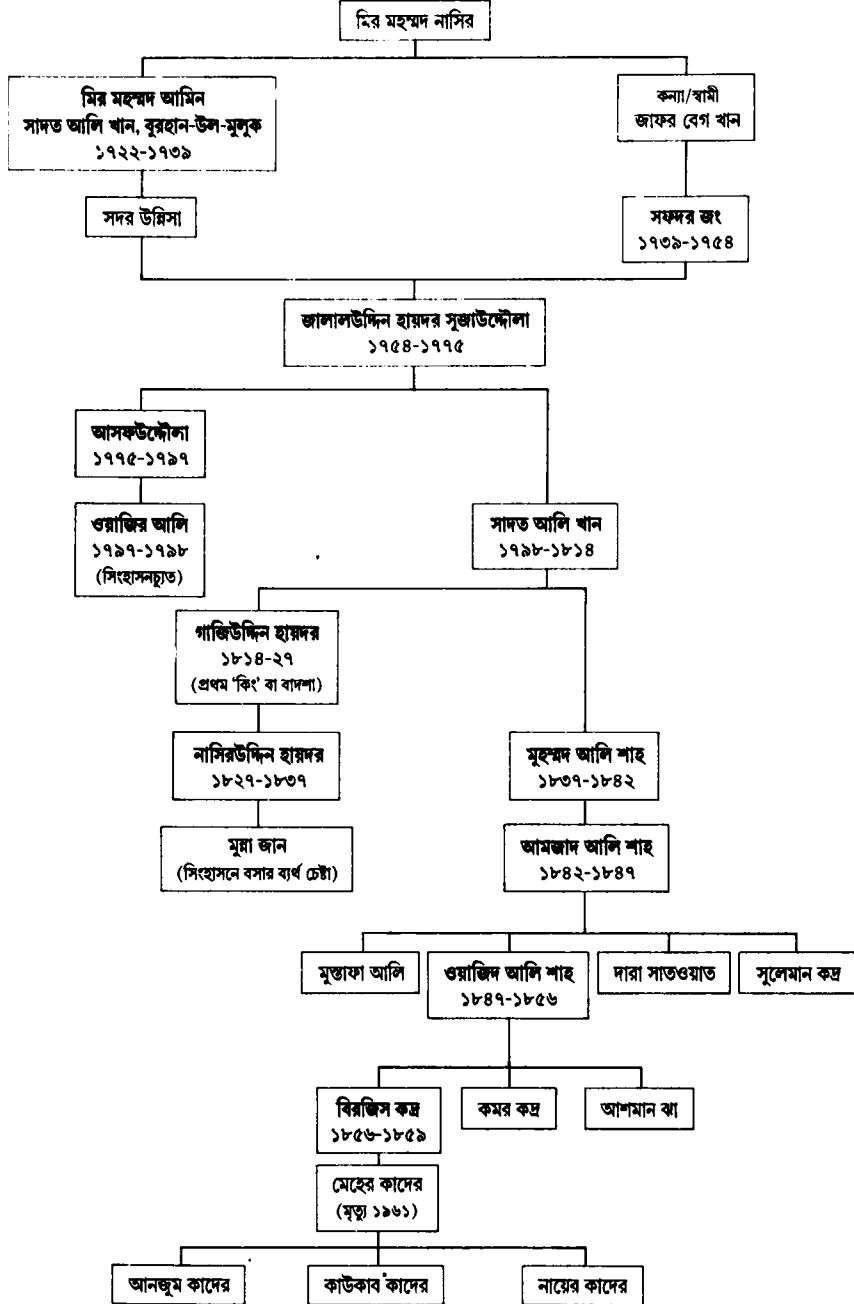 মির মহম্মদ নাসির
মির মহম্মদ আমিন
সাদত আলি খান, বুরহান-উল-মুলুক
১৭২২-১৭৩৯
কন্যা/স্বামী
জাফর বেগ খান
সদর উন্নিসা
সফদর জং
১৭৩৯-১৭৫৪
জালালউদ্দিন হায়দর সুজাউদ্দৌলা
১৭৫৪-১৭৭৫
আসফউদ্দৌলা
১৭৭৫-১৭৯৭
ওয়াজির আলি
১৭৯৭-১৭৯৮
(সিংহাসনচ্যুত)
সাদত আলি খান
১৭৯৮-১৮১৪
গাজিউদ্দিন হায়দর
১৮১৪-২৭
(প্রথম ‘কিং’ বা বাদশা)
নাসিরউদ্দিন হায়দর
১৮২৭-১৮৩৭
মুহম্মদ আলি শাহ
১৮৩৭-১৮৪২
মুন্না জান
(সিংহাসনে বসার ব্যর্থ চেষ্টা)
আমজাদ আলি শাহ
১৮৪২-১৮৪৭
মুস্তাফা আলি
ওয়াজিদ আলি শাহ
১৮৪৭-১৮৫৬
দারা সাতওয়াত
সুলেমান কদ্র
বিরজিস কদ্র
১৮৫৬-১৮৫৯
কমর কদ্র
আশমান ঝা
মেহের কাদের
(মৃত্যু ১৯৬১)
আনজুম কাদের
কাউকাব কাদের
নায়ের কাদের